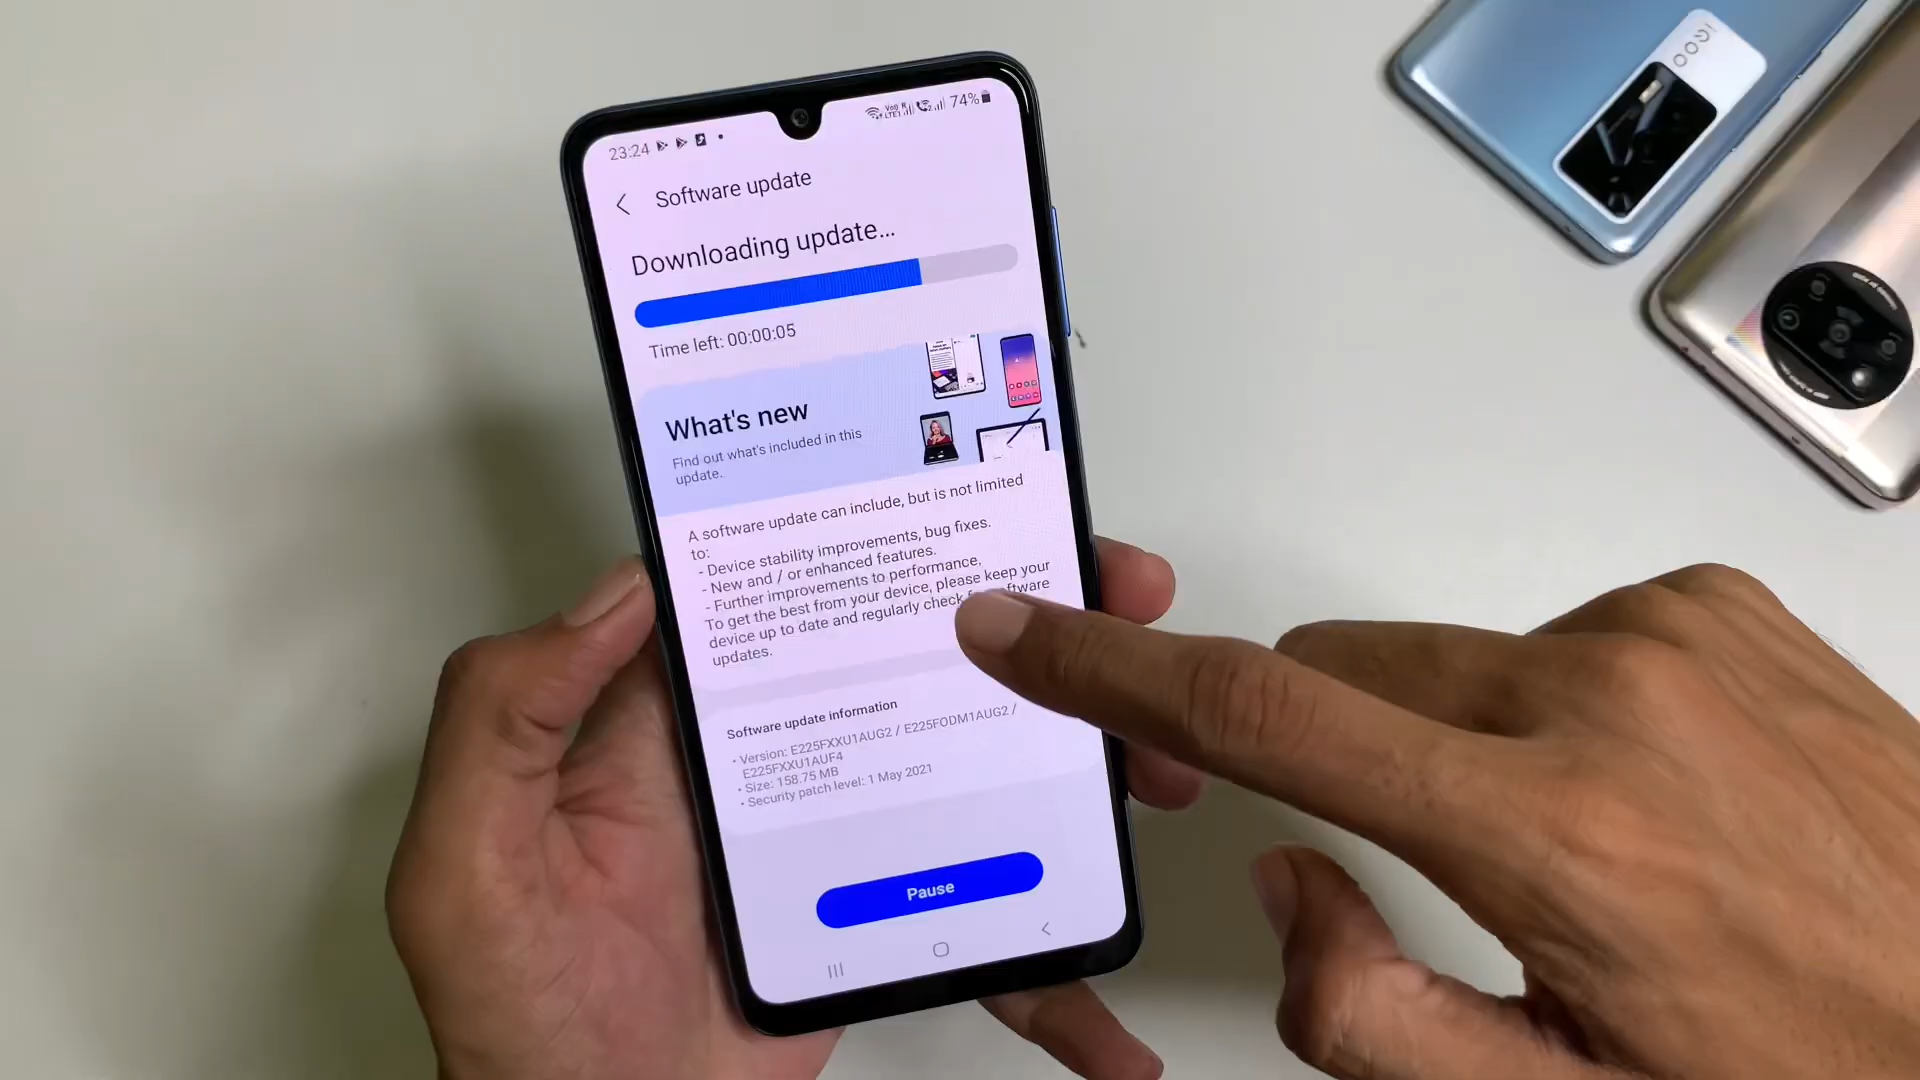 23:24
Vo) R
LTE1
2
74%
Software update
Downloading update...
Time left: 00:00:05
What's new
Find out what's included in this
update.
A software update can include, but is not limited
to:
- Device stability improvements, bug fixes.
- New and / or enhanced features.
- Further improvements to performance,
To get the best from your device, please keep your
device up to date and regularly check software
updates.
Software update information
• Version: E225FXXU1AUG2 / E225FODM1AUG2 /
E225FXXU1AUF4
• Size: 158.75 MB
• Security patch level: 1 May 2021
Pause
iQOO